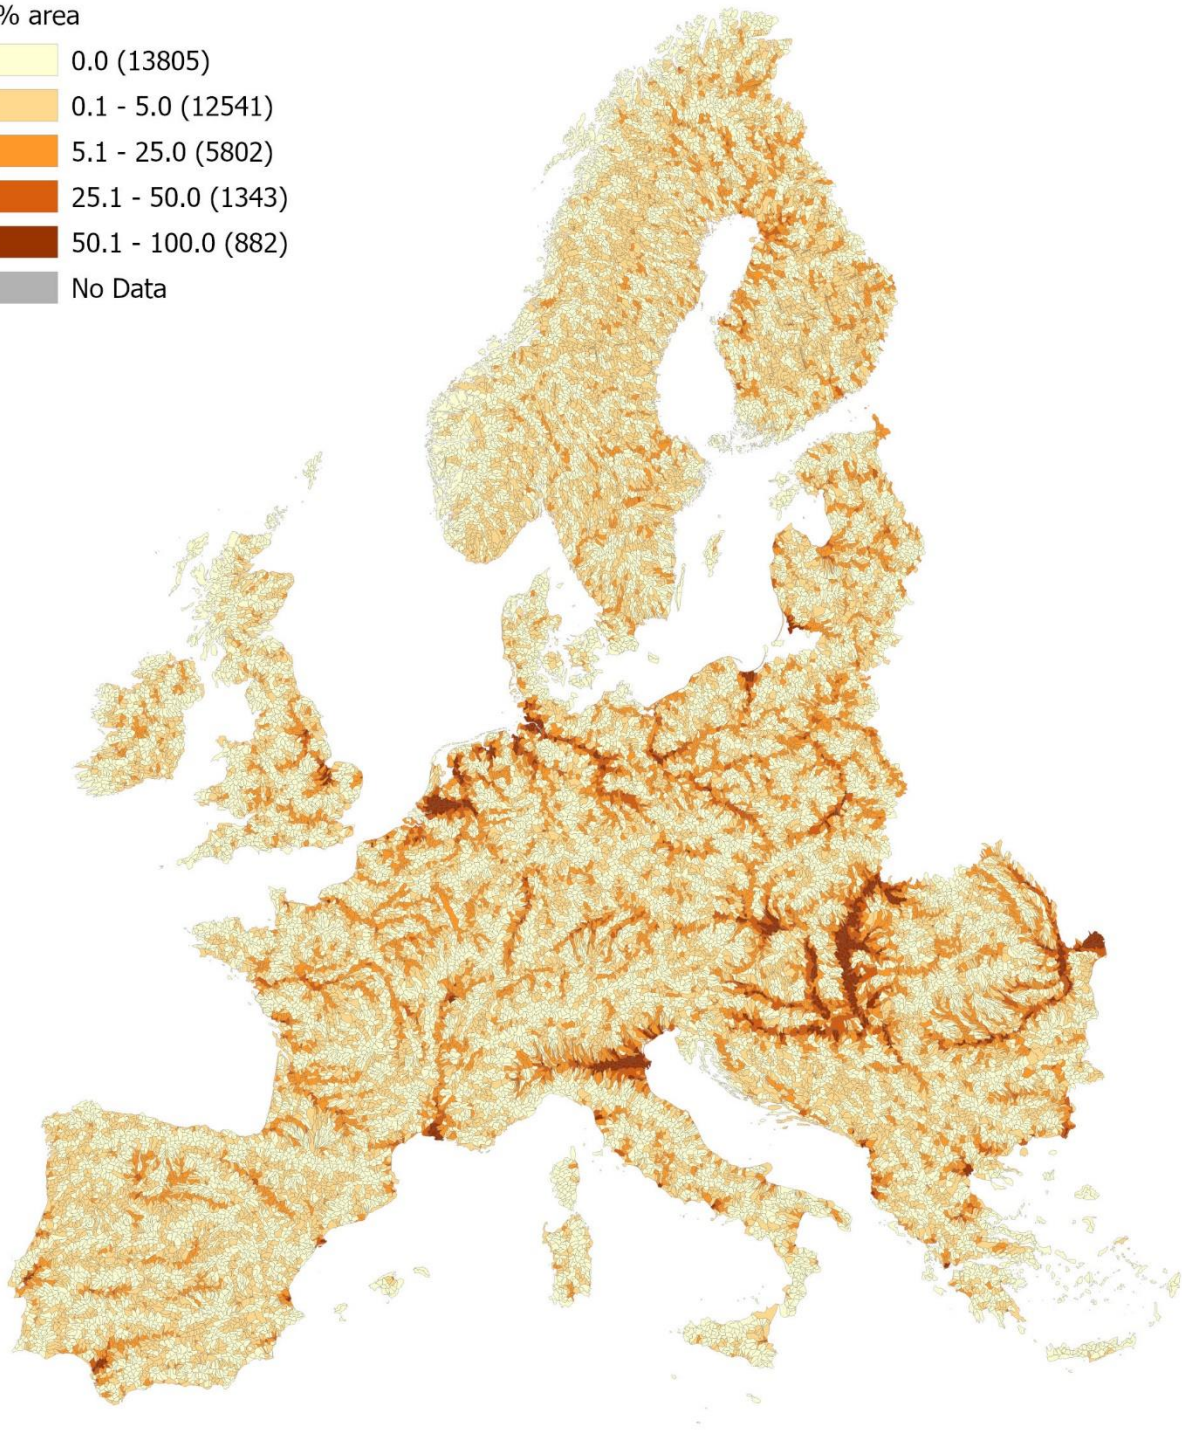 % area
0.0 (13805)
0.1 - 5.0 (12541)
5.1 - 25.0 (5802)
25.1 - 50.0 (1343)
50.1 - 100.0 (882)
No Data